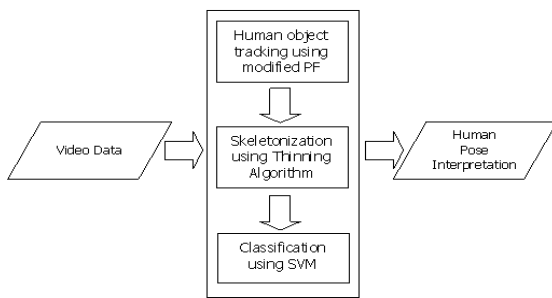 Human object
tracking using
modified PF
Video Data
Skeletonization
using Thinning
Algorithm
Human
Pose
Interpretation
Classification
using SVM